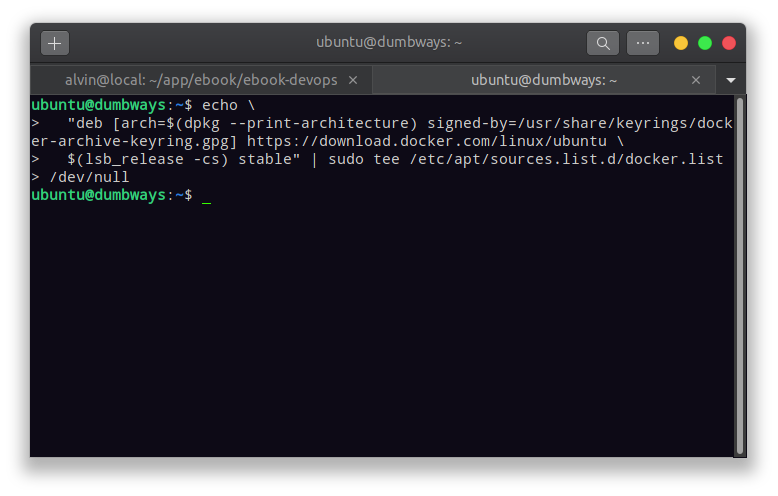 ubuntu@dumbways: ~
alvin@local: ~/app/ebook/ebook-devops
ubuntu@dumbways: ~
ubuntu@dumbways:~$ echo \
>   "deb [arch=$(dpkg --print-architecture) signed-by=/usr/share/keyrings/dock
er-archive-keyring.gpg] https://download.docker.com/linux/ubuntu \
>   $(lsb_release -cs) stable" | sudo tee /etc/apt/sources.list.d/docker.list
> /dev/null
ubuntu@dumbways:~$ _